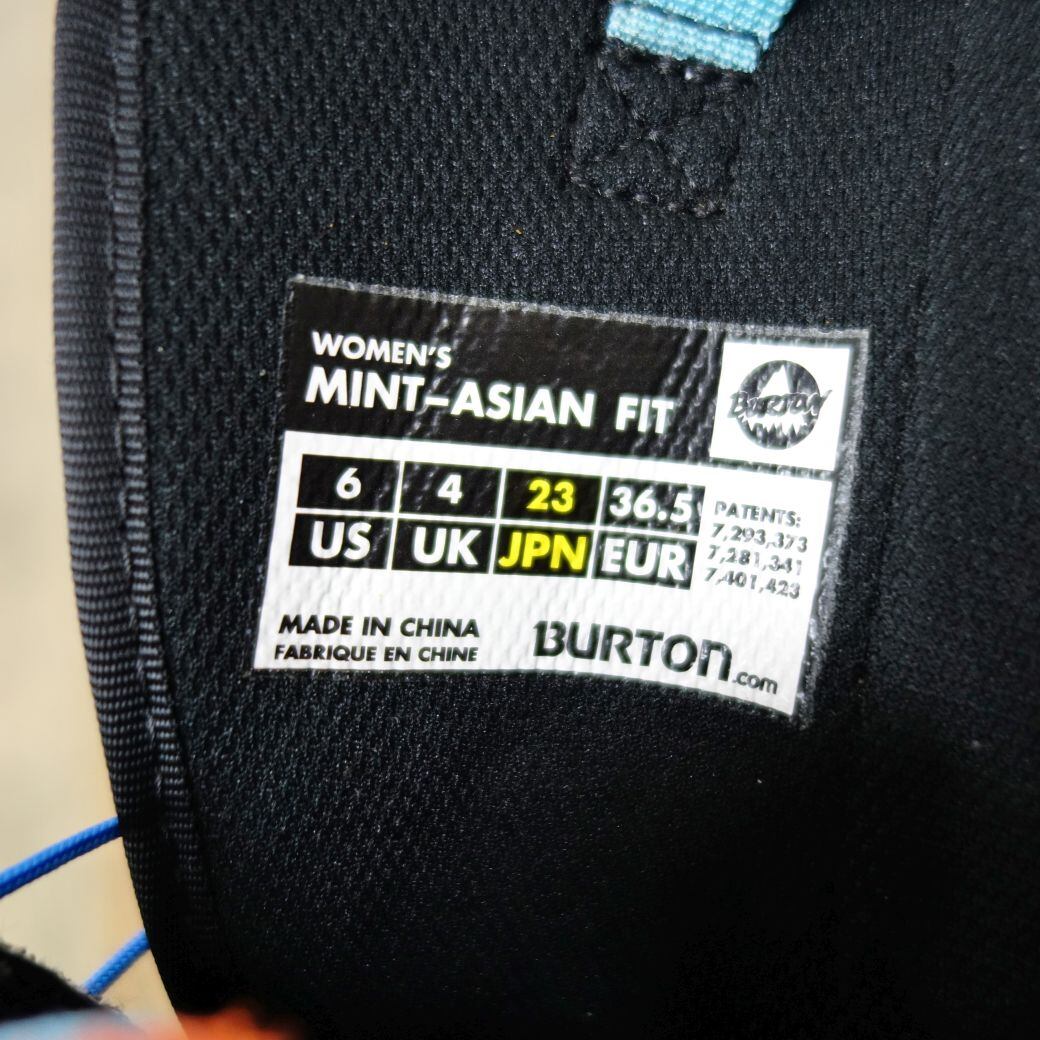 WOMEN'S
MINT-ASIAN FIT
BURTON
6 4 23 36.5
US UK JPN EUR
PATENTS:
7,293,373
7,281,341
7,401,423
MADE IN CHINA
FABRIQUE EN CHINE
BURTON.com